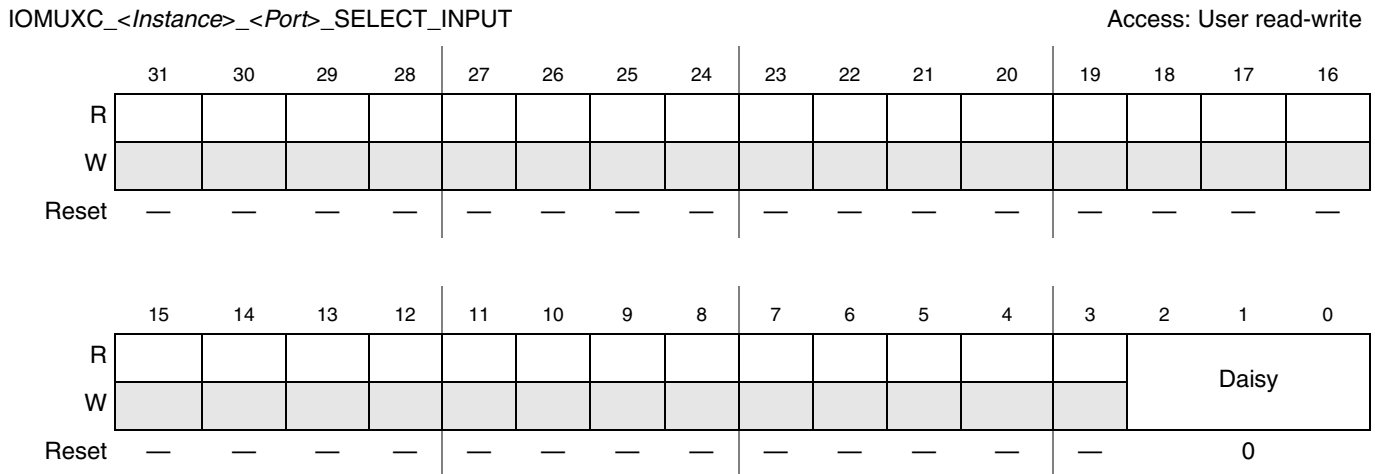 IOMUXC_<Instance>_<Port>_SELECT_INPUT Access: User read-write
31 30 29 28 27 26 25 24 23 22 21 20 19 18 17 16
R
W
Reset — — — — — — — — — — — — — — — —
15 14 13 12 11 10 9 8 7 6 5 4 3 2 1 0
R
Daisy
W
Reset — — — — — — — — — — — — — 0